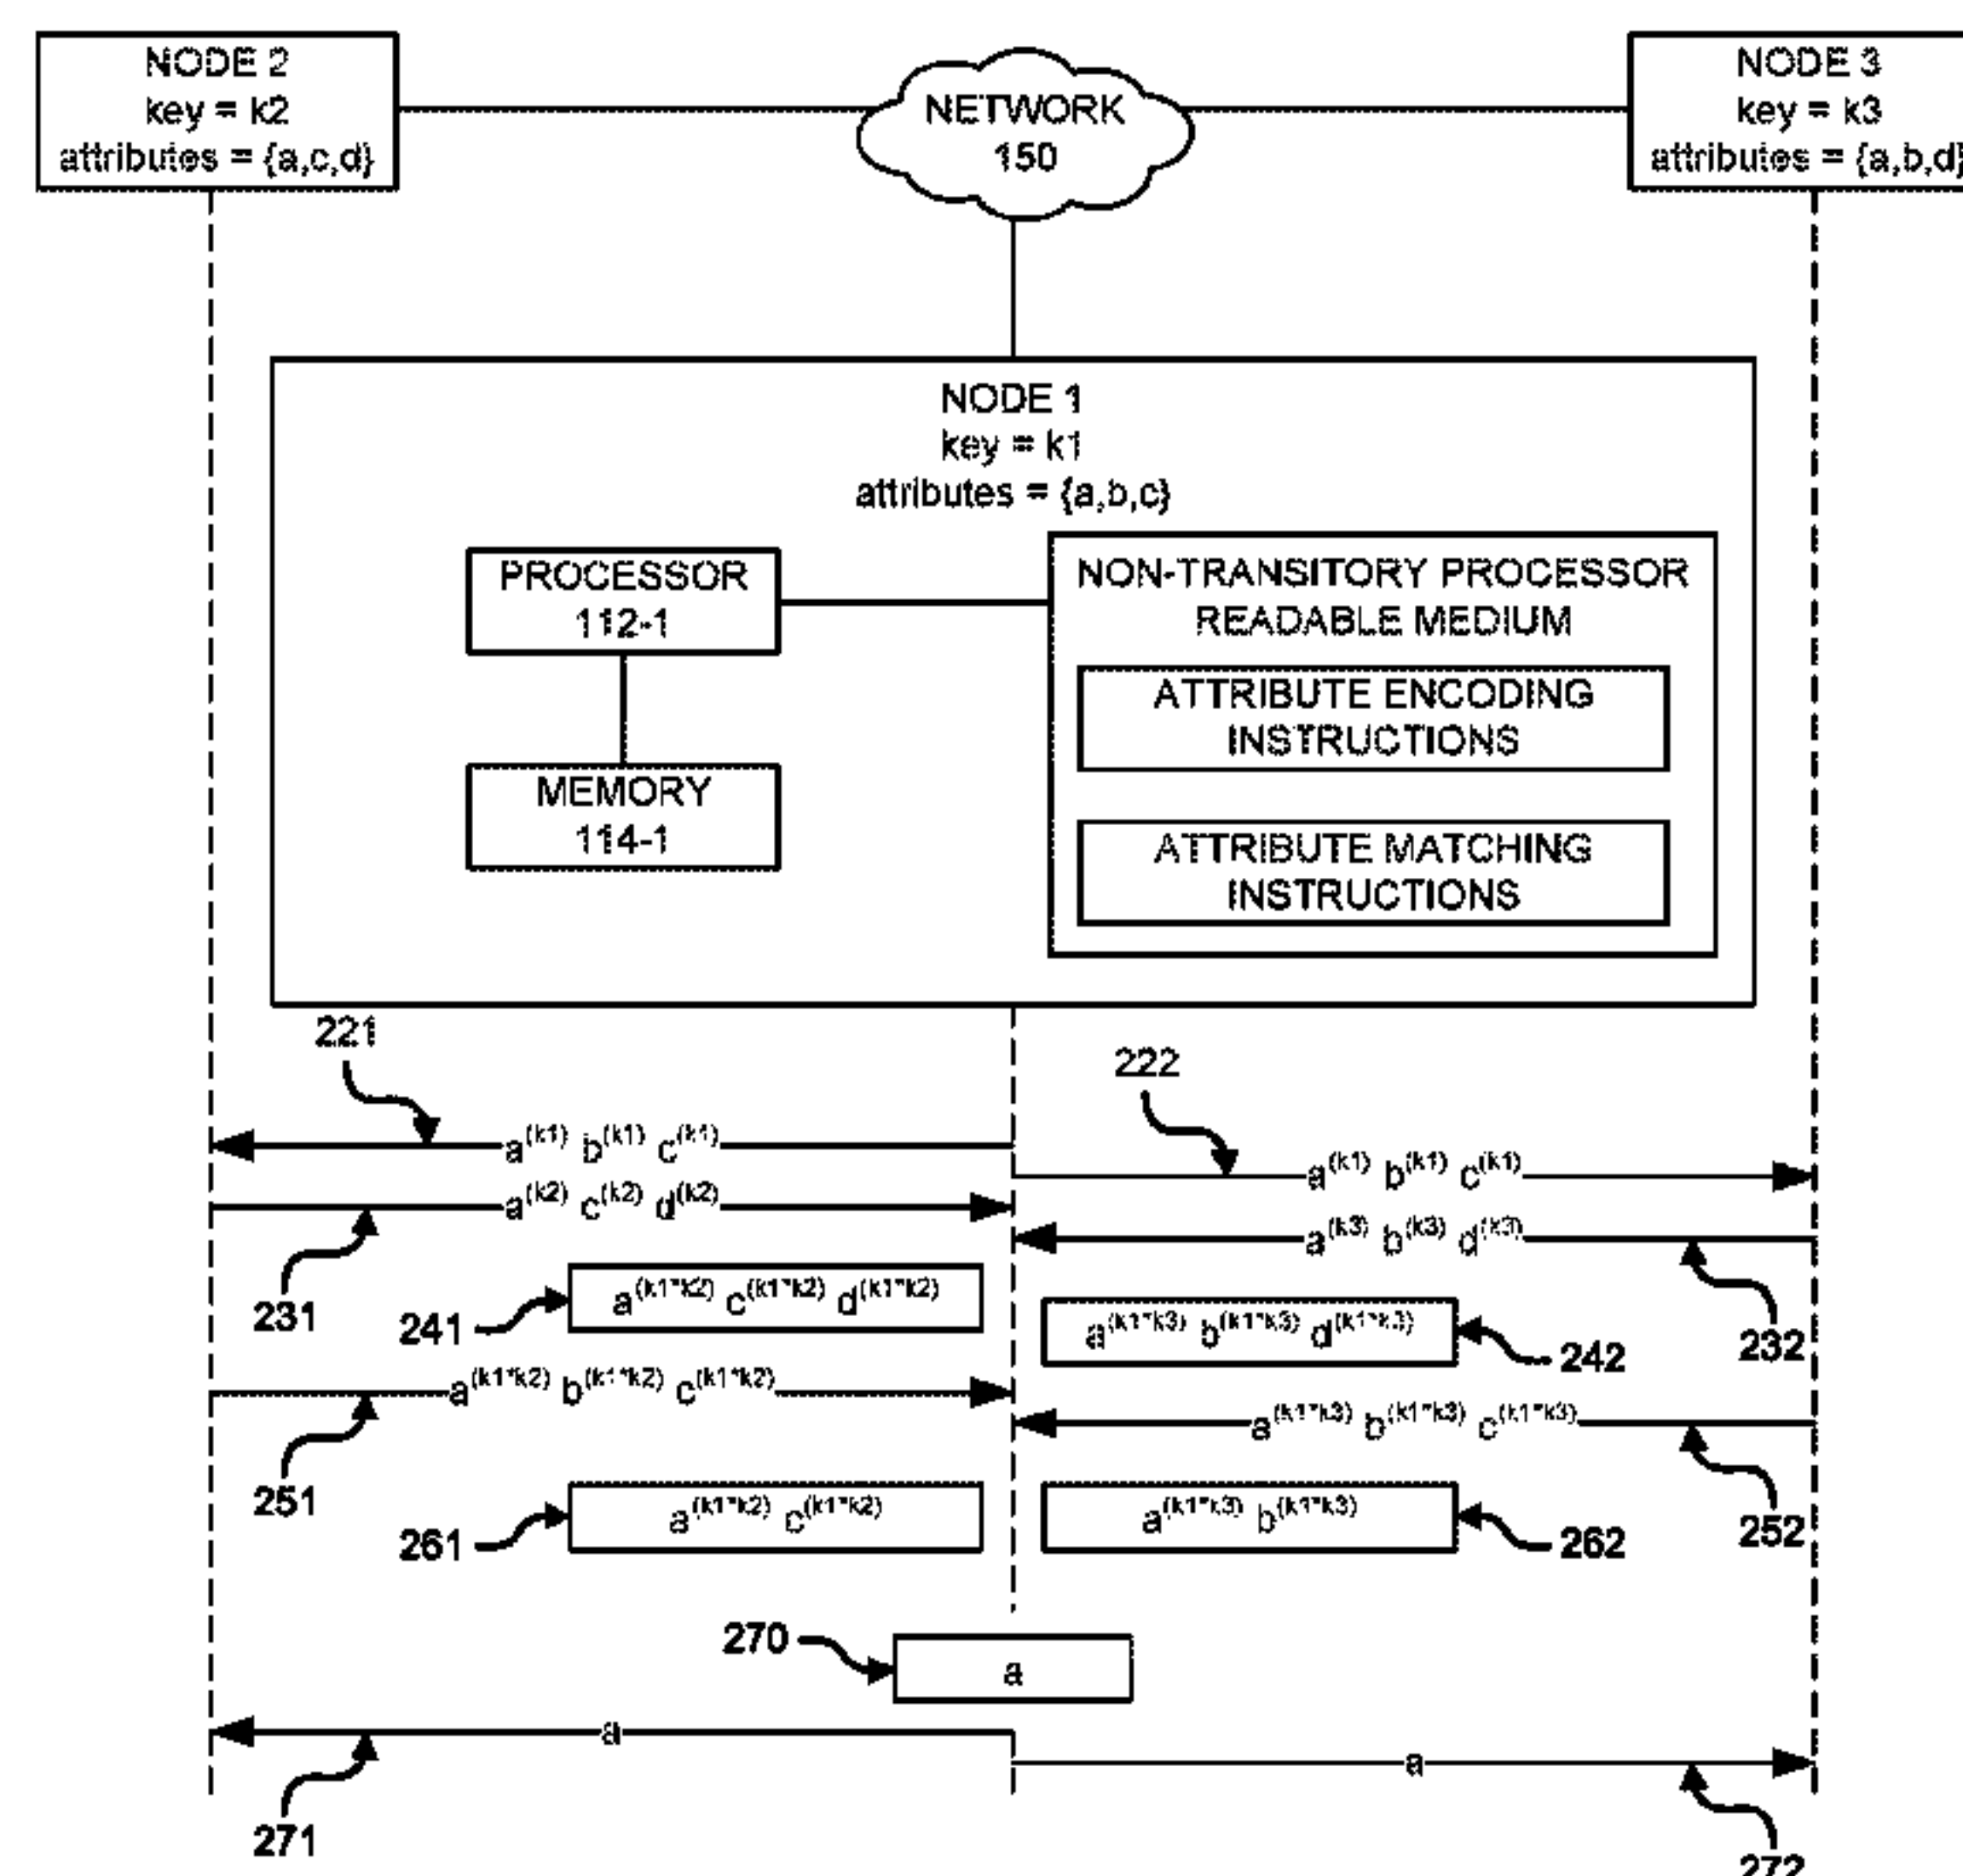 NODE 2
key = k2
attributes = {a,c,d}
NETWORK
150
NODE 3
key = k3
attributes = {a,b,d}
NODE 1
key = k1
attributes = {a,b,c}
PROCESSOR
112-1
MEMORY
114-1
NON-TRANSITORY PROCESSOR
READABLE MEDIUM
ATTRIBUTE ENCODING
INSTRUCTIONS
ATTRIBUTE MATCHING
INSTRUCTIONS
221
222
a(k1) b(k1) c(k1)
a(k1) b(k1) c(k1)
a(k2) c(k2) d(k2)
a(k3) b(k3) d(k3)
231
241
a(k1*k2) c(k1*k2) d(k1*k2)
a(k1*k3) b(k1*k3) d(k1*k3)
242
232
a(k1*k2) b(k1*k2) c(k1*k2)
a(k1*k3) b(k1*k3) c(k1*k3)
251
261
a(k1*k2) c(k1*k2)
a(k1*k3) b(k1*k3)
262
252
270
a
a
a
271
272